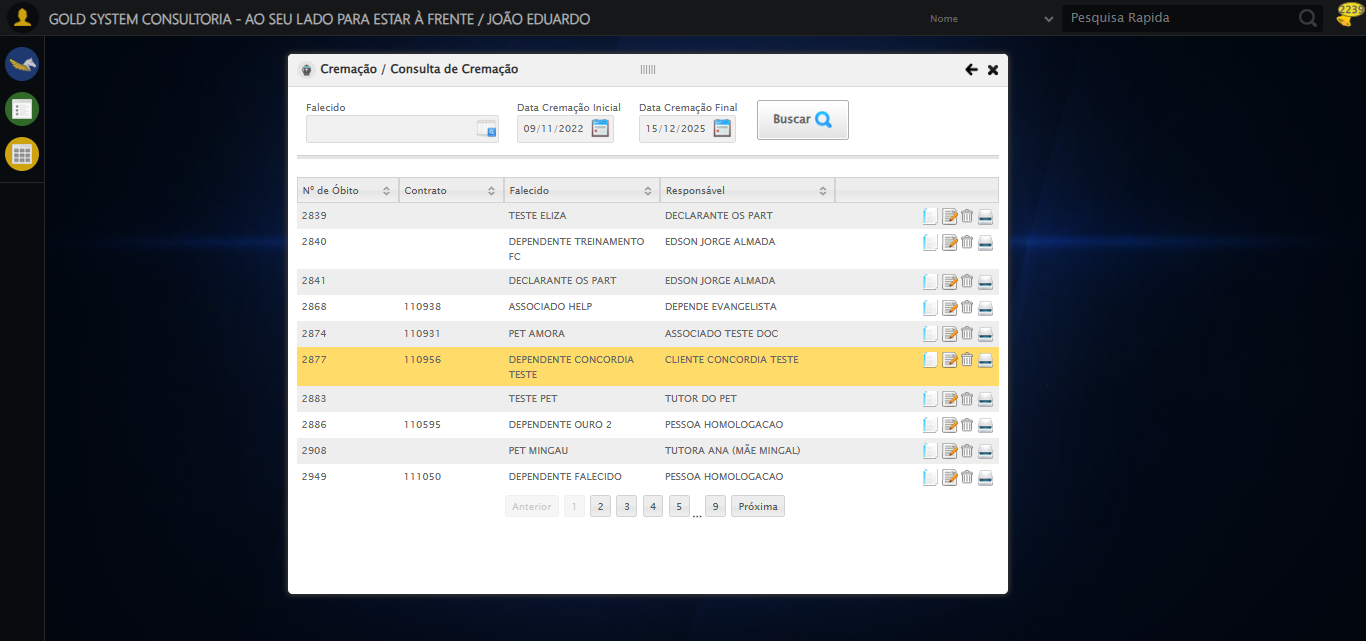 GOLD SYSTEM CONSULTORIA - AO SEU LADO PARA ESTAR À FRENTE / JOÃO EDUARDO
Nome
Pesquisa Rapida
2239
Cremação / Consulta de Cremação
Falecido
Data Cremação Inicial
Data Cremação Final
09/11/2022
15/12/2025
Buscar
Nº de Óbito Contrato Falecido Responsável
2839 TESTE ELIZA DECLARANTE OS PART
2840 DEPENDENTE TREINAMENTO EDSON JORGE ALMADA
FC
2841 DECLARANTE OS PART EDSON JORGE ALMADA
2868 110938 ASSOCIADO HELP DEPENDE EVANGELISTA
2874 110931 PET AMORA ASSOCIADO TESTE DOC
2877 110956 DEPENDENTE CONCORDIA CLIENTE CONCORDIA TESTE
TESTE
2883 TESTE PET TUTOR DO PET
2886 110595 DEPENDENTE OURO 2 PESSOA HOMOLOGACAO
2908 PET MINGAU TUTORA ANA (MÃE MINGAL)
2949 111050 DEPENDENTE FALECIDO PESSOA HOMOLOGACAO
Anterior 1 2 3 4 5 ... 9 Próxima